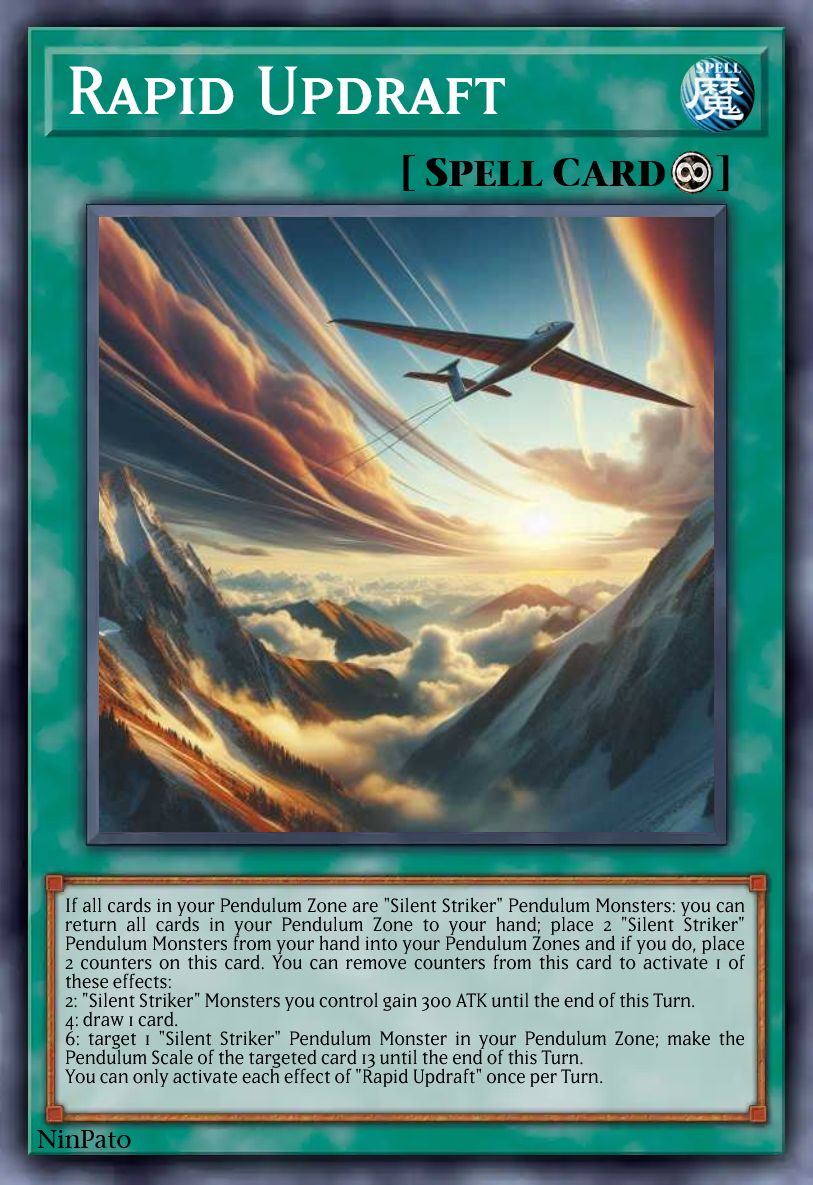 Rapid Updraft
SPELL
魔
[ Spell Card ∞ ]
If all cards in your Pendulum Zone are "Silent Striker" Pendulum Monsters: you can
return all cards in your Pendulum Zone to your hand; place 2 "Silent Striker"
Pendulum Monsters from your hand into your Pendulum Zones and if you do, place
2 counters on this card. You can remove counters from this card to activate 1 of
these effects:
2: "Silent Striker" Monsters you control gain 300 ATK until the end of this Turn.
4: draw 1 card.
6: target 1 "Silent Striker" Pendulum Monster in your Pendulum Zone; make the
Pendulum Scale of the targeted card 13 until the end of this Turn.
You can only activate each effect of "Rapid Updraft" once per Turn.
NinPato